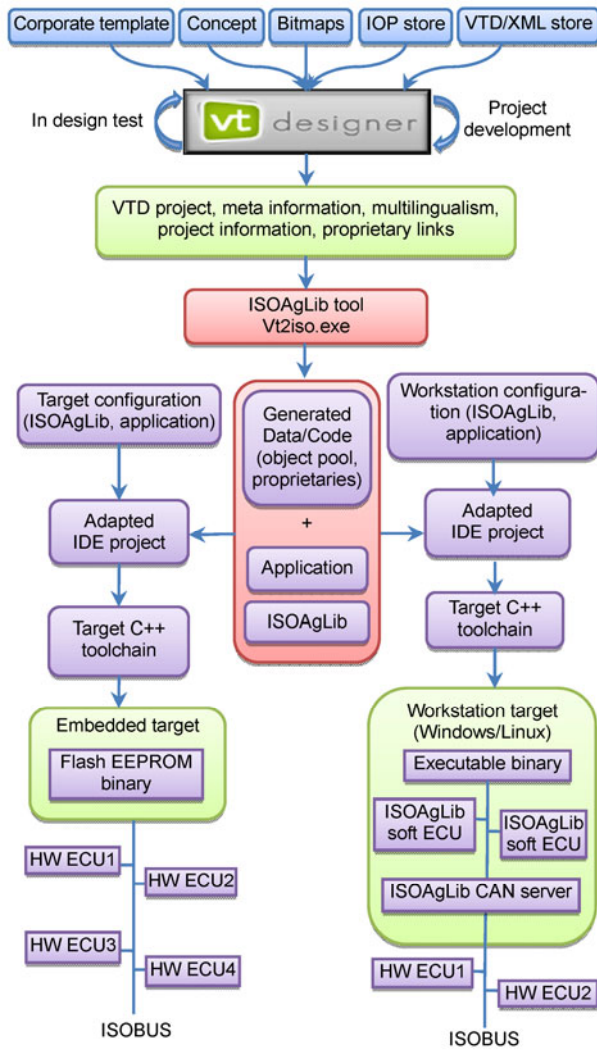 Corporate template
Concept
Bitmaps
IOP store
VTD/XML store
In design test
vt designer
Project
development
VTD project, meta information, multilingualism,
project information, proprietary links
ISOAgLib tool
Vt2iso.exe
Target configuration
(ISOAgLib, application)
Generated
Data/Code
(object pool,
proprietaries)
Workstation configura-
tion (ISOAgLib,
application)
Adapted
IDE project
+
Adapted
IDE project
Application
Target C++
toolchain
ISOAgLib
Target C++
toolchain
Embedded target
Flash EEPROM
binary
Workstation target
(Windows/Linux)
Executable binary
ISOAgLib
soft ECU
ISOAgLib
soft ECU
ISOAgLib CAN server
HW ECU1
HW ECU2
HW ECU3
HW ECU4
ISOBUS
HW ECU1
HW ECU2
ISOBUS